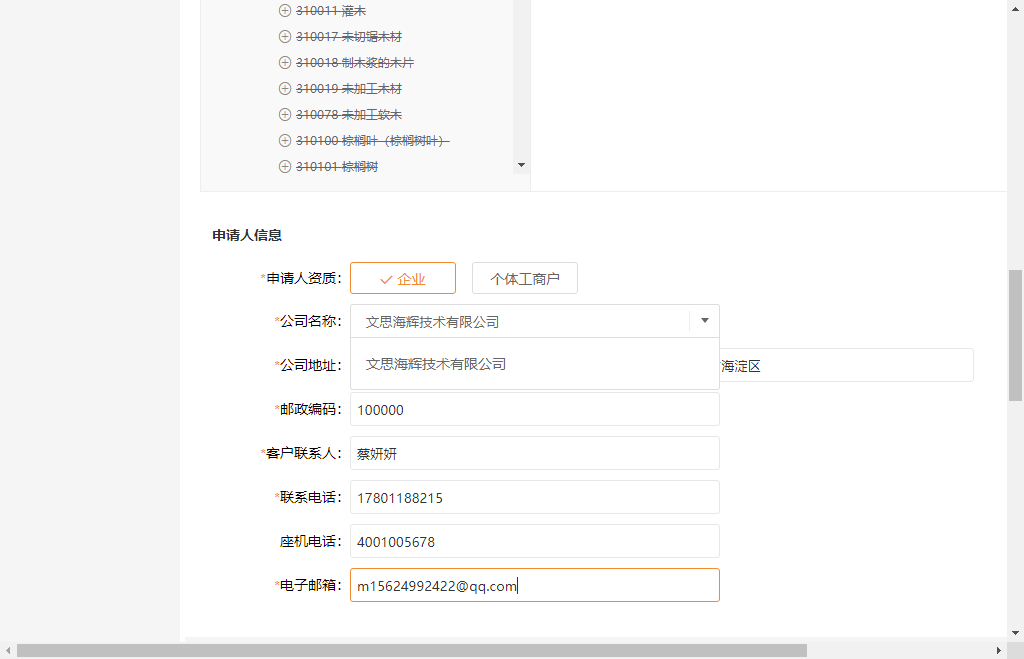 310011 灌木
310017 未切锯木材
310018 制木浆的木片
310019 未加工木材
310078 未加工软木
310100 棕榈叶（棕榈树叶）
310101 棕榈树
申请人信息
*申请人资质： 企业 个体工商户
*公司名称： 文思海辉技术有限公司
文思海辉技术有限公司
*公司地址： 海淀区
*邮政编码： 100000
*客户联系人： 蔡妍妍
*联系电话： 17801188215
座机电话： 4001005678
*电子邮箱： m15624992422@qq.com